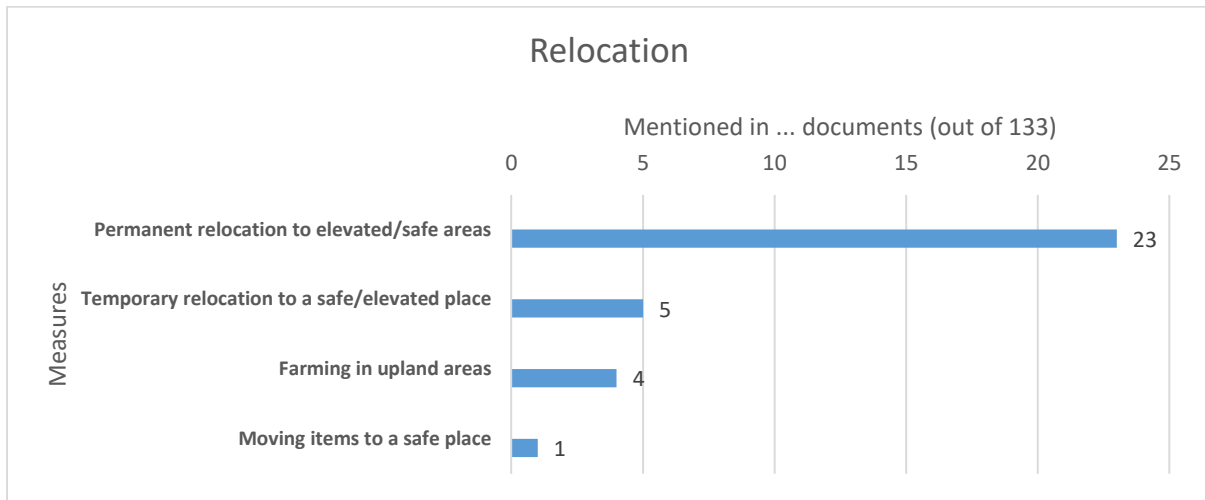 Relocation
Mentioned in ... documents (out of 133)
0 5 10 15 20 25
Measures
Permanent relocation to elevated/safe areas 23
Temporary relocation to a safe/elevated place 5
Farming in upland areas 4
Moving items to a safe place 1